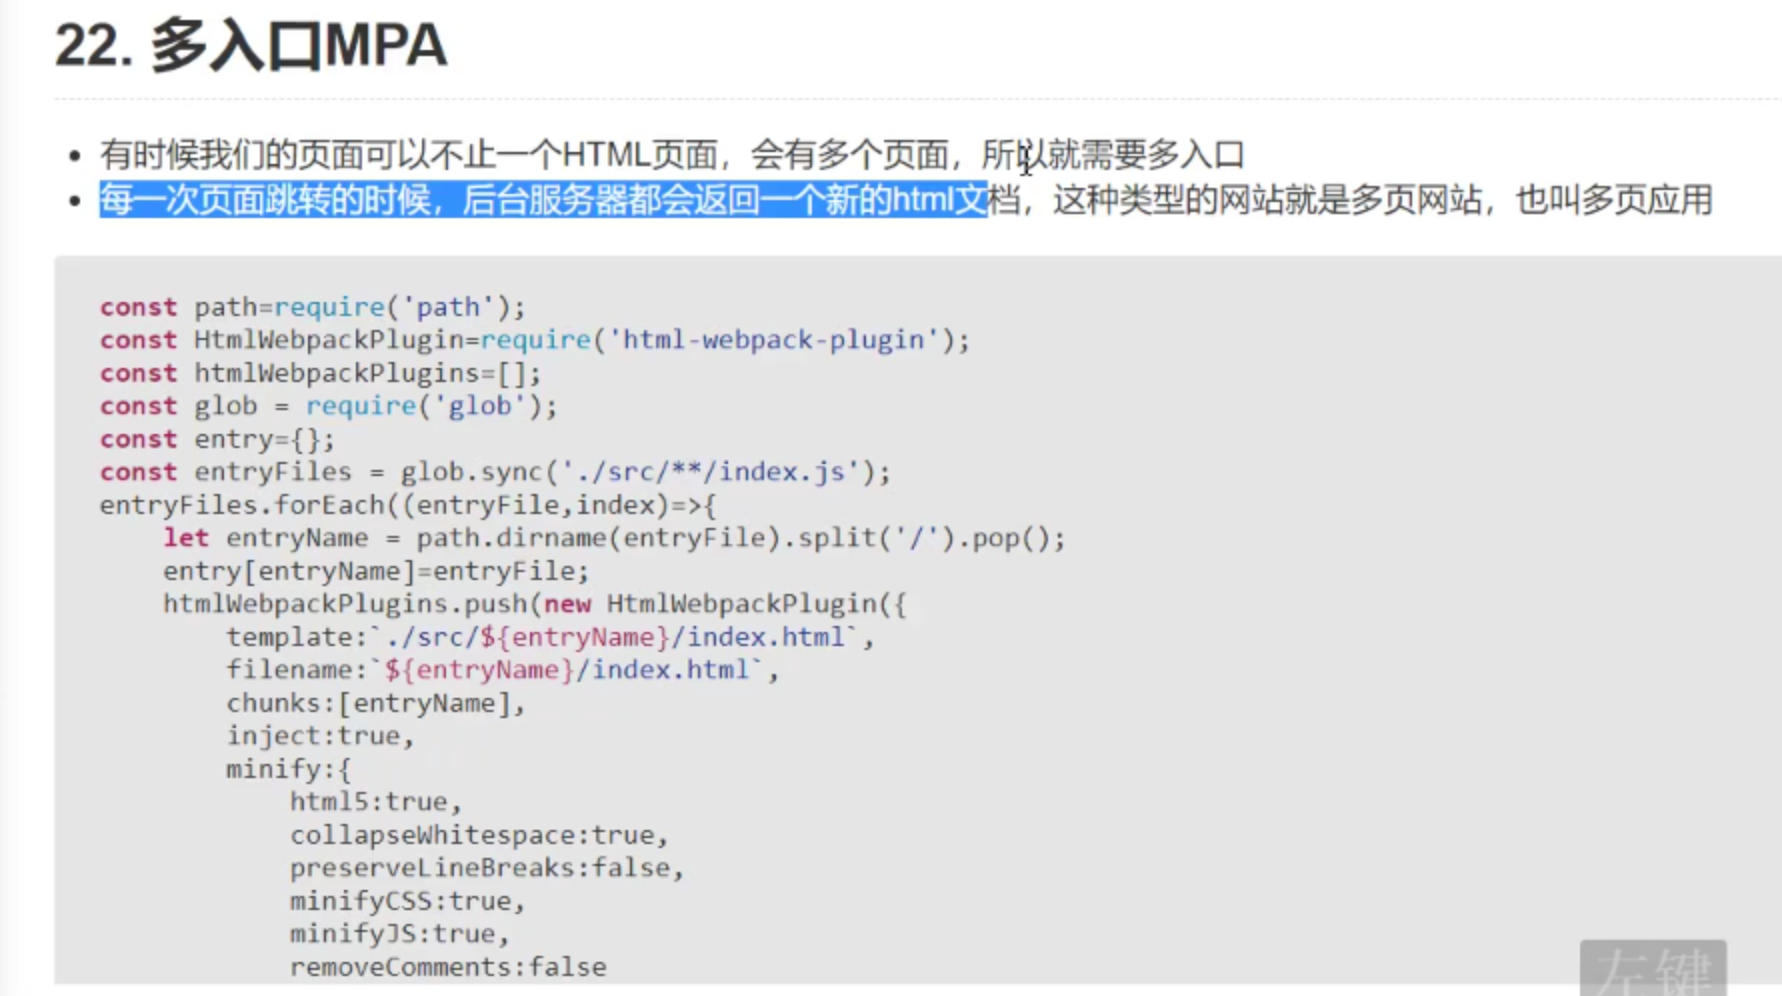 22. 多入口MPA
有时候我们的页面可以不止一个HTML页面，会有多个页面，所以就需要多入口
每一次页面跳转的时候，后台服务器都会返回一个新的html文档，这种类型的网站就是多页网站，也叫多页应用
const path=require('path');
const HtmlWebpackPlugin=require('html-webpack-plugin');
const htmlWebpackPlugins=[];
const glob = require('glob');
const entry={};
const entryFiles = glob.sync('./src/**/index.js');
entryFiles.forEach((entryFile,index)=>{
    let entryName = path.dirname(entryFile).split('/').pop();
    entry[entryName]=entryFile;
    htmlWebpackPlugins.push(new HtmlWebpackPlugin({
        template:`./src/${entryName}/index.html`,
        filename:`${entryName}/index.html`,
        chunks:[entryName],
        inject:true,
        minify:{
            html5:true,
            collapseWhitespace:true,
            preserveLineBreaks:false,
            minifyCSS:true,
            minifyJS:true,
            removeComments:false
左键